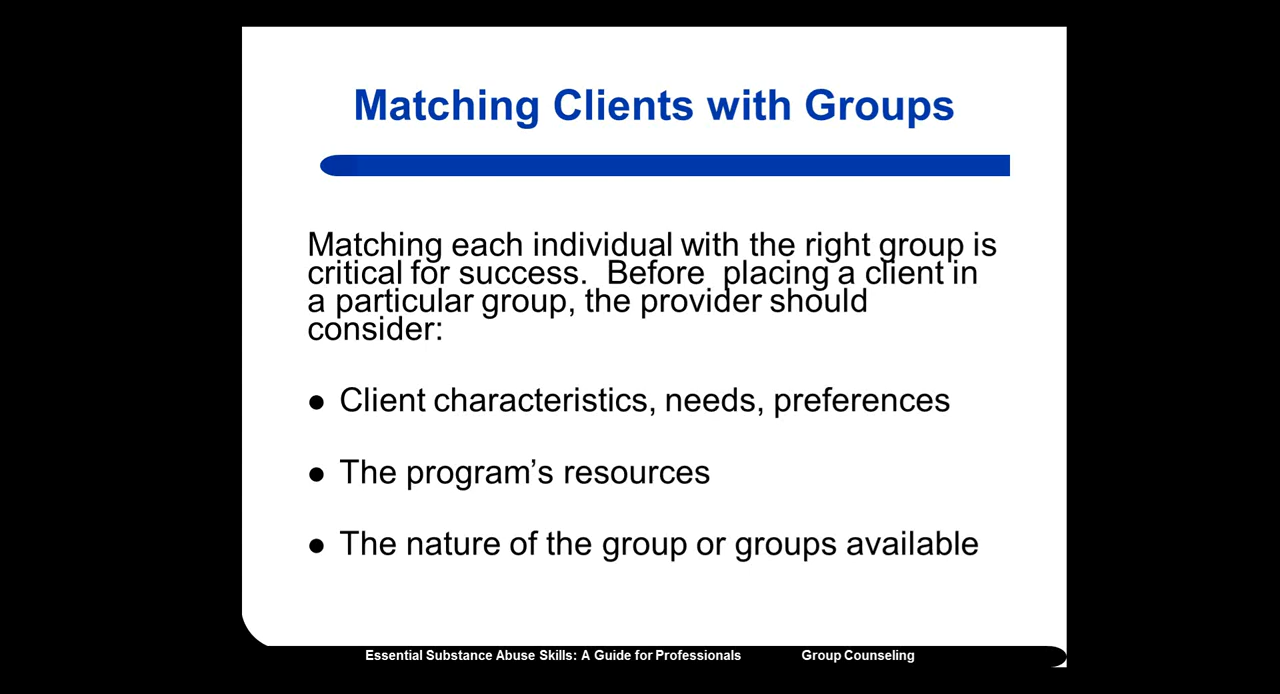 Matching Clients with Groups
Matching each individual with the right group is
critical for success.  Before  placing a client in
a particular group, the provider should
consider:
● Client characteristics, needs, preferences
● The program’s resources
● The nature of the group or groups available
Essential Substance Abuse Skills: A Guide for Professionals Group Counseling